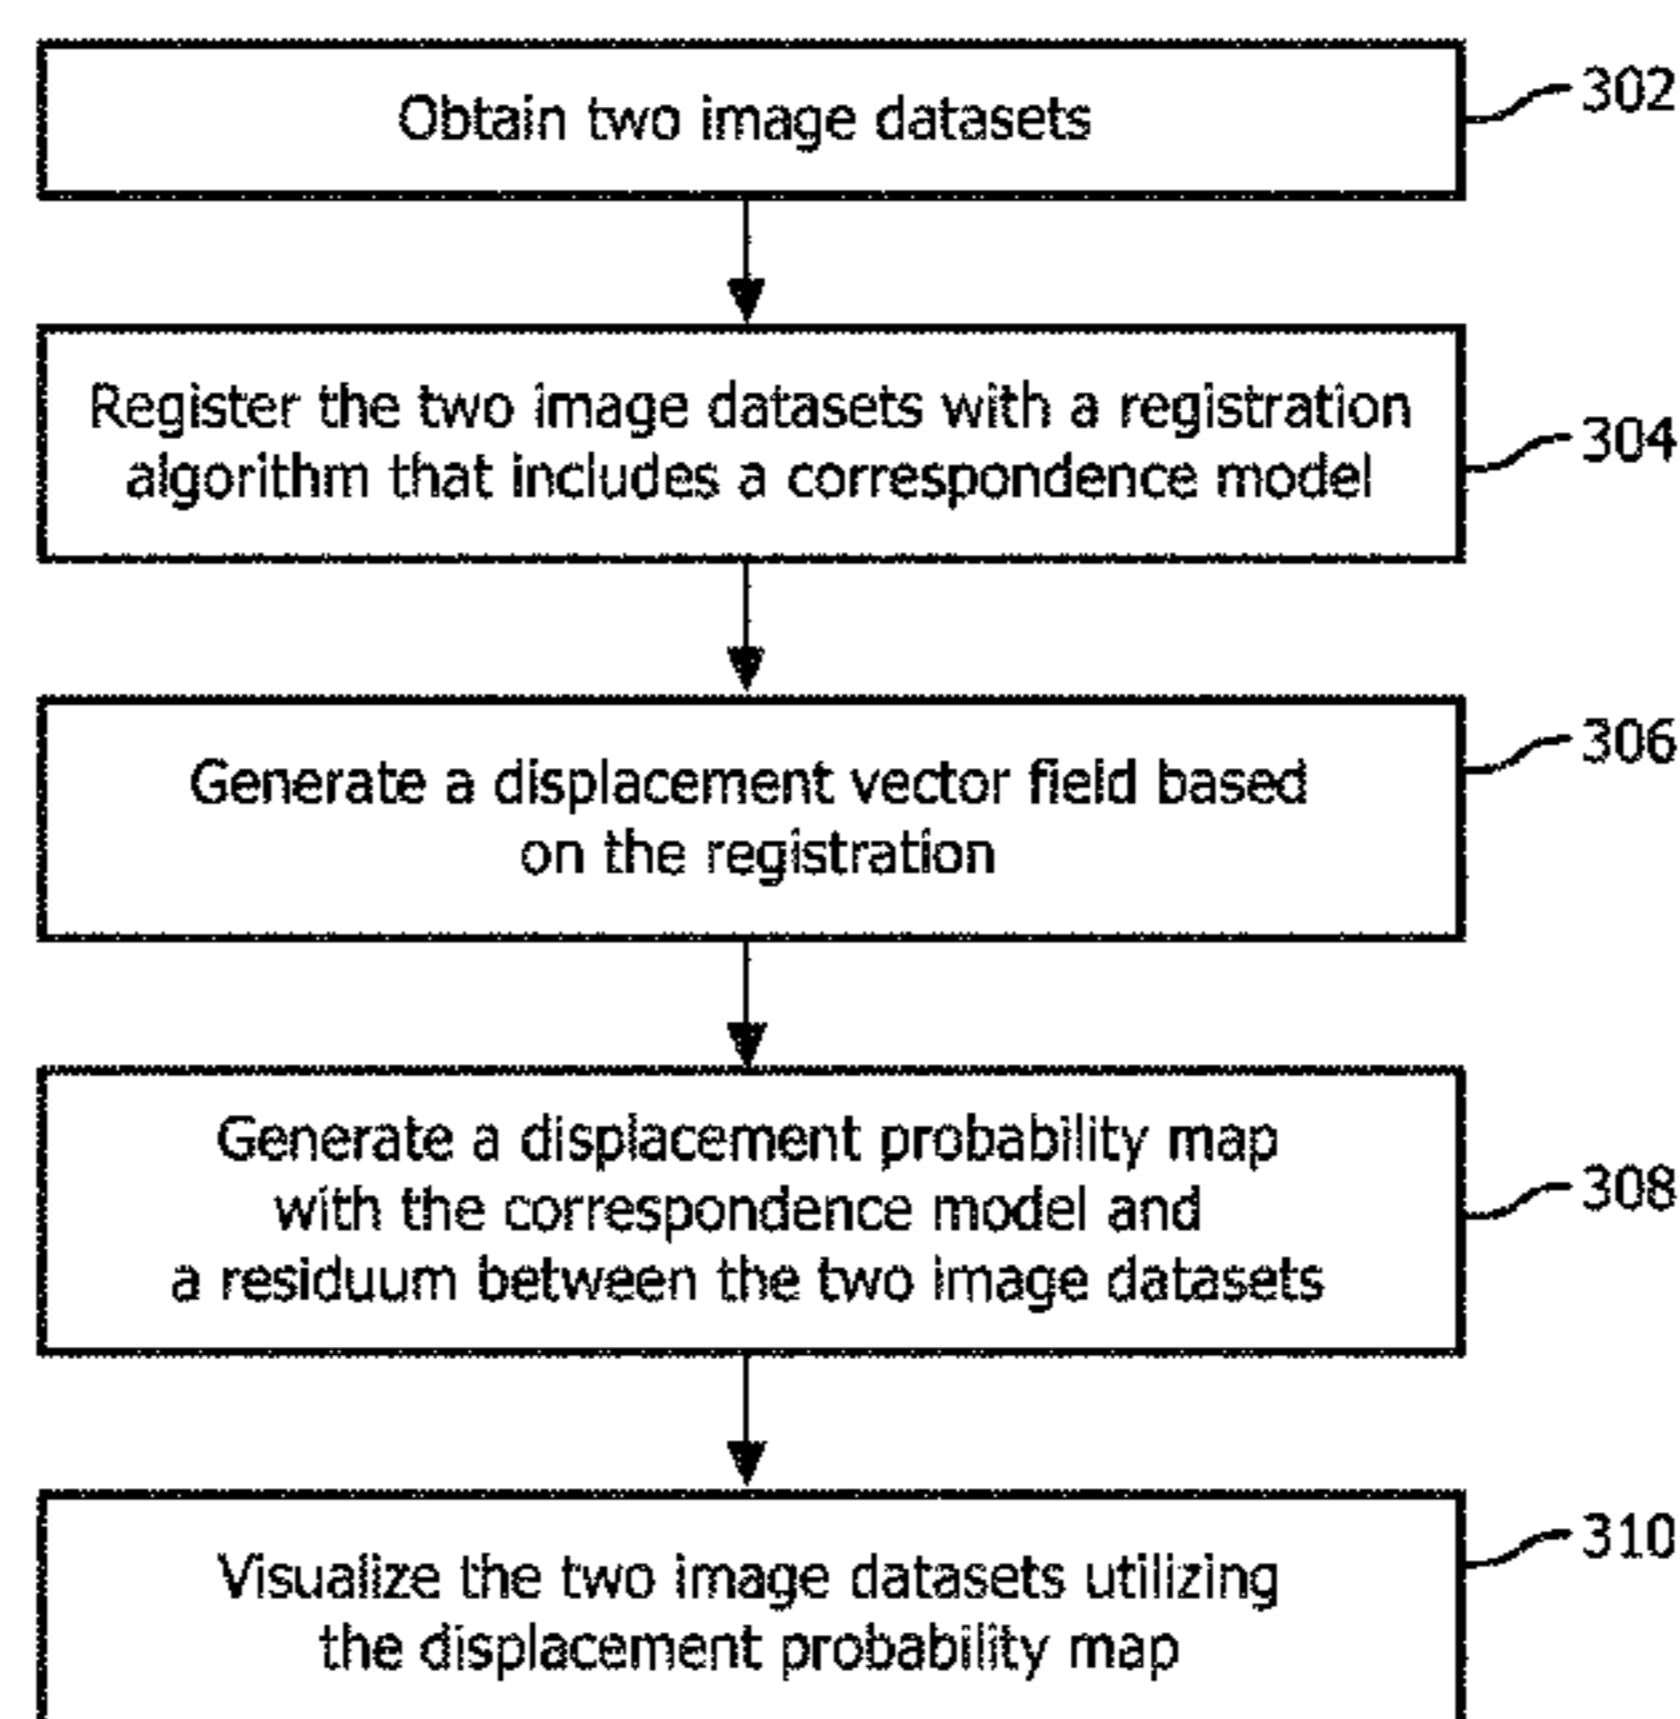 Obtain two image datasets
302
Register the two image datasets with a registration
algorithm that includes a correspondence model
304
Generate a displacement vector field based
on the registration
306
Generate a displacement probability map
with the correspondence model and
a residuum between the two image datasets
308
Visualize the two image datasets utilizing
the displacement probability map
310